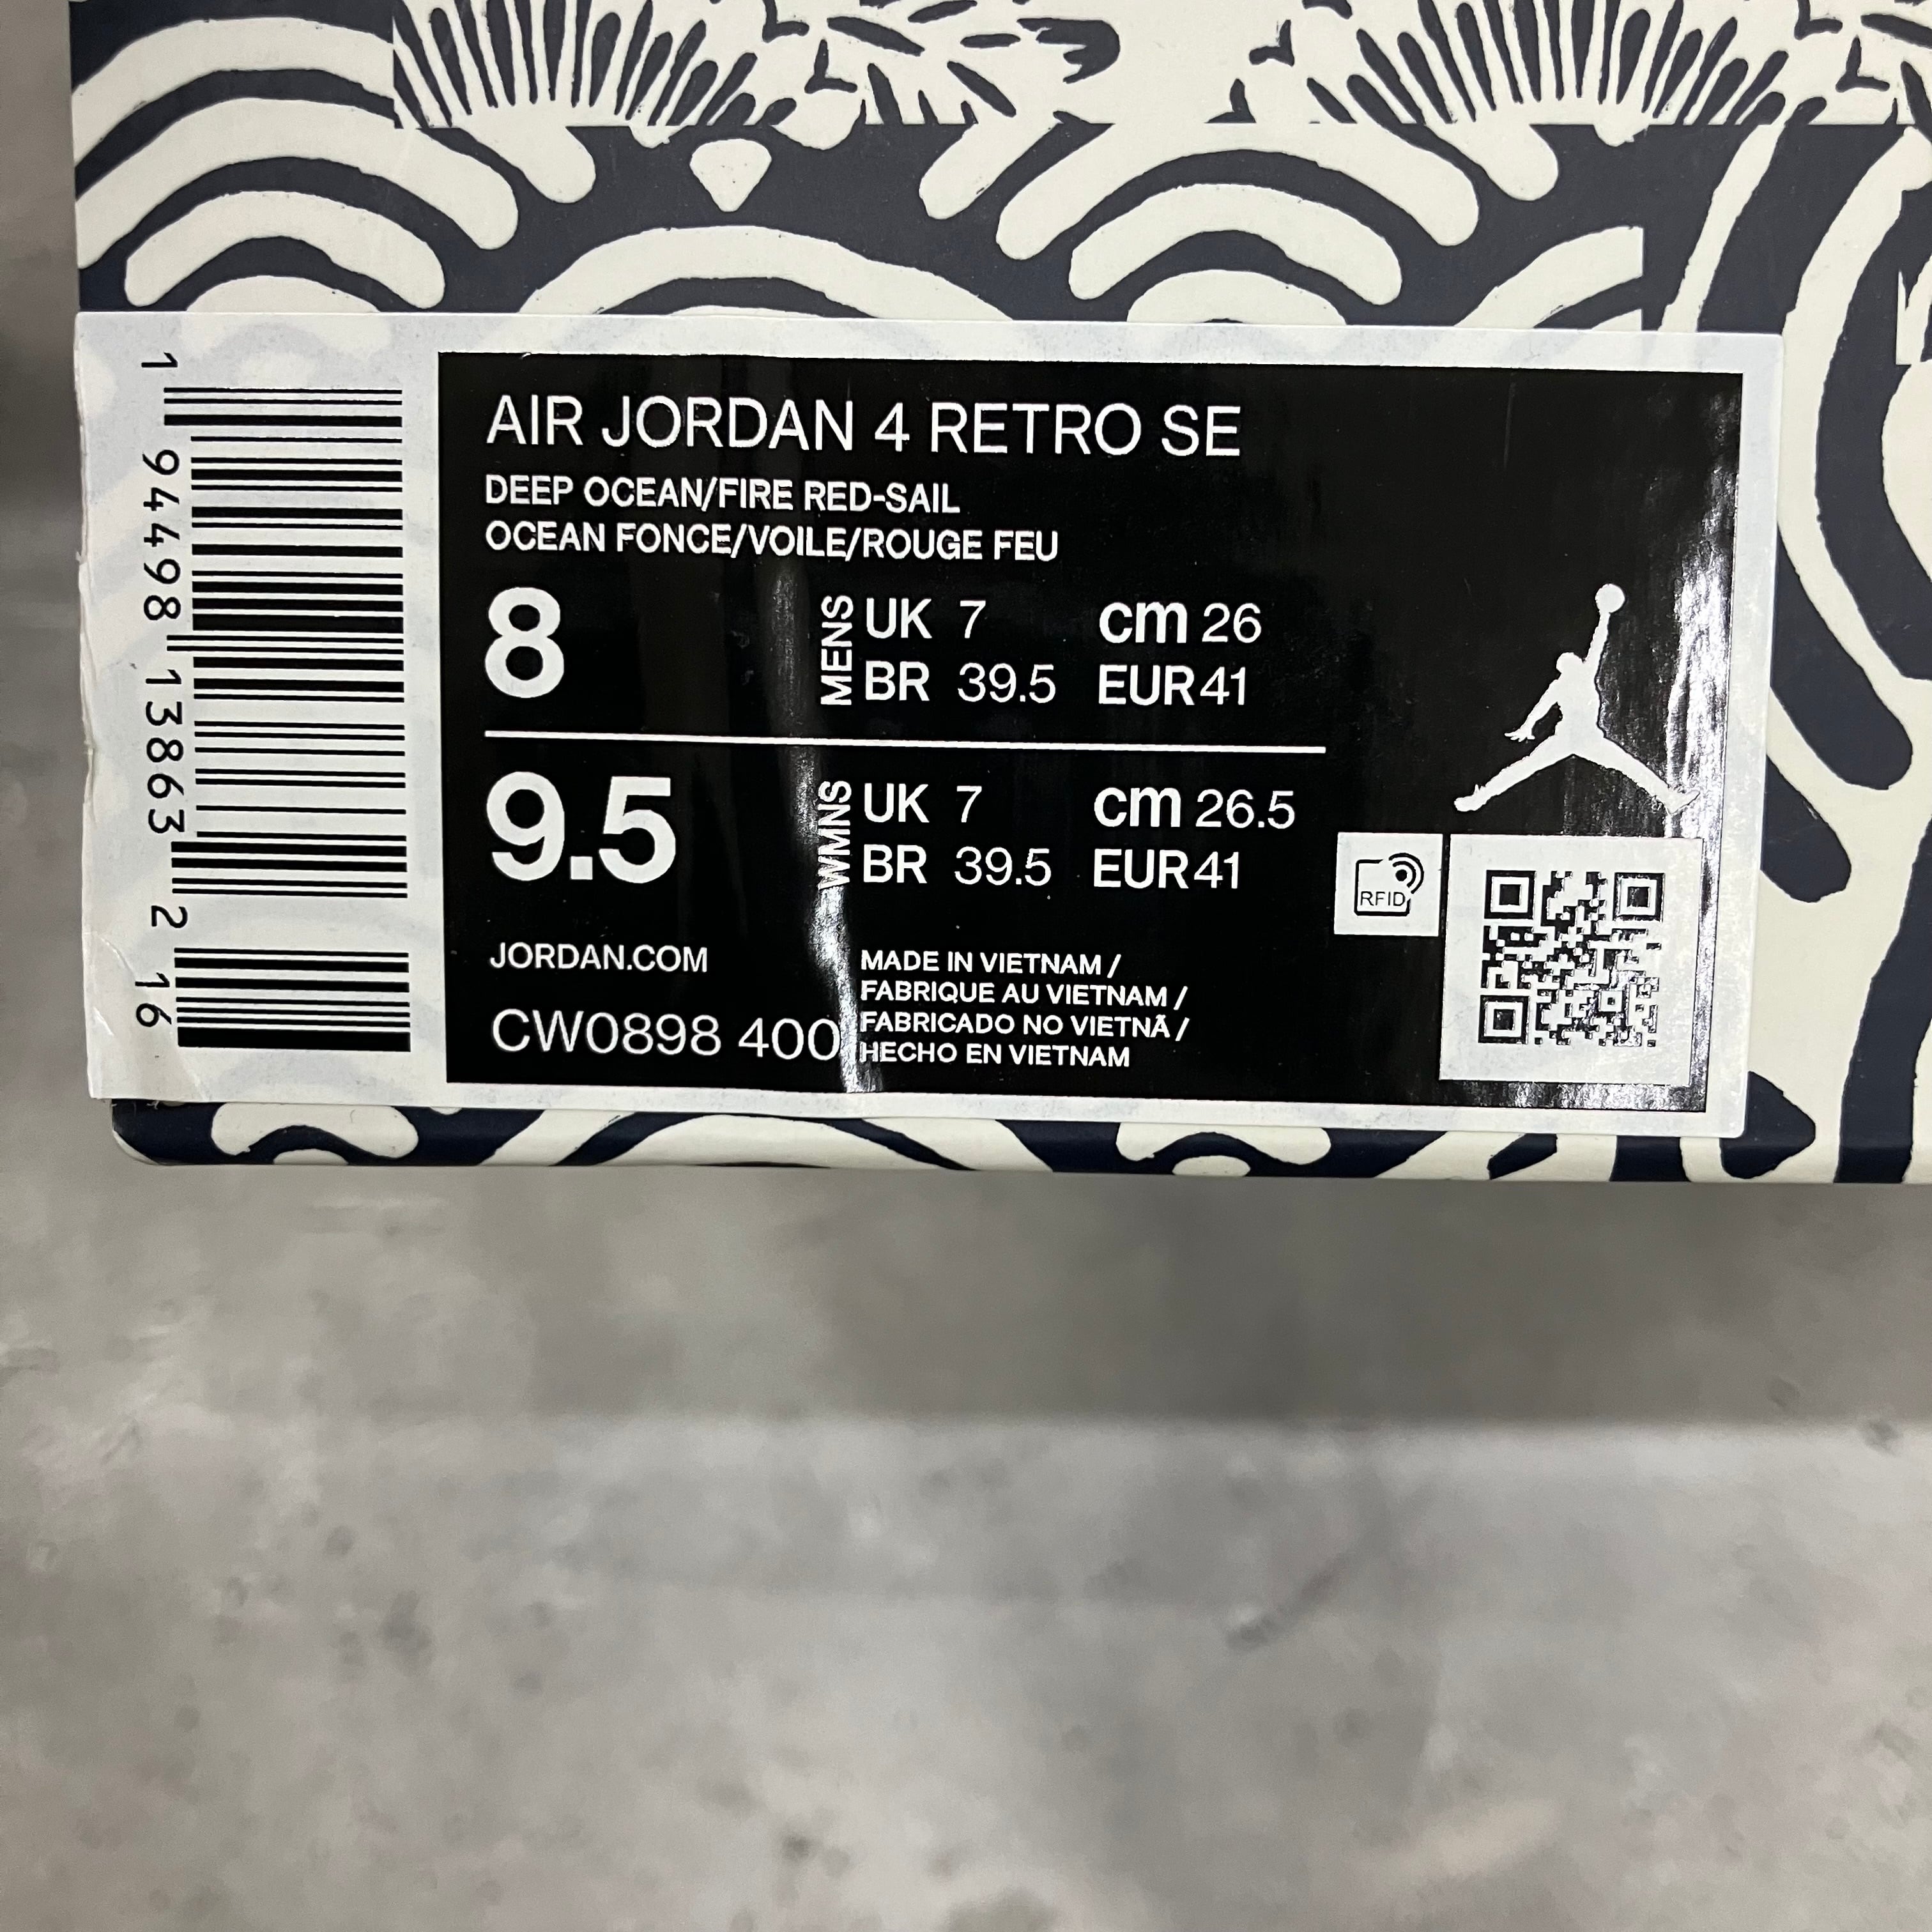 AIR JORDAN 4 RETRO SE
DEEP OCEAN/FIRE RED-SAIL
OCEAN FONCE/VOILE/ROUGE FEU
8 MENS UK 7 cm 26
BR 39.5 EUR 41
9.5 WMNS UK 7 cm 26.5
BR 39.5 EUR 41
JORDAN.COM
CW0898 400
MADE IN VIETNAM /
FABRIQUE AU VIETNAM /
FABRICADO NO VIETNÃ /
HECHO EN VIETNAM
RFID
1 94498 13863 2 16